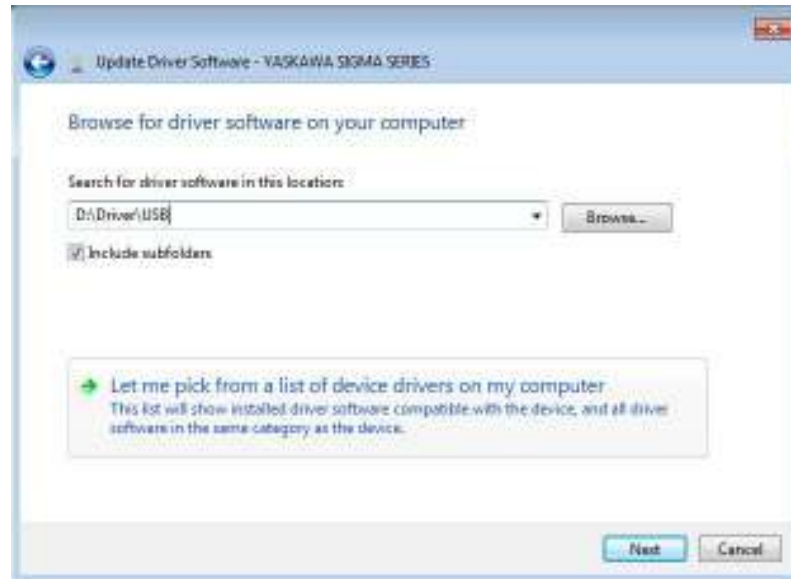 Update Driver Software - YASKAWA SIGMA SERIES
Browse for driver software on your computer
Search for driver software in this location:
D:\Driver\USB
Browse...
Include subfolders
Let me pick from a list of device drivers on my computer
This list will show installed driver software compatible with the device, and all driver
software in the same category as the device.
Next
Cancel